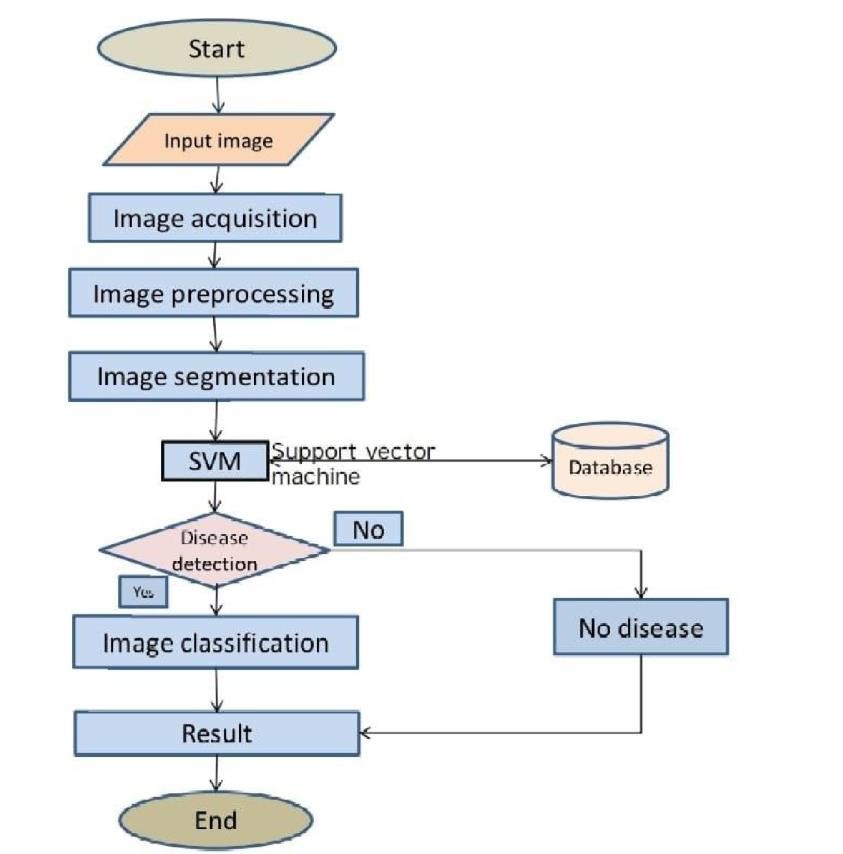 Start
Input image
Image acquisition
Image preprocessing
Image segmentation
SVM
Support vector
machine
Database
Disease
detection
No
Yes
Image classification
No disease
Result
End